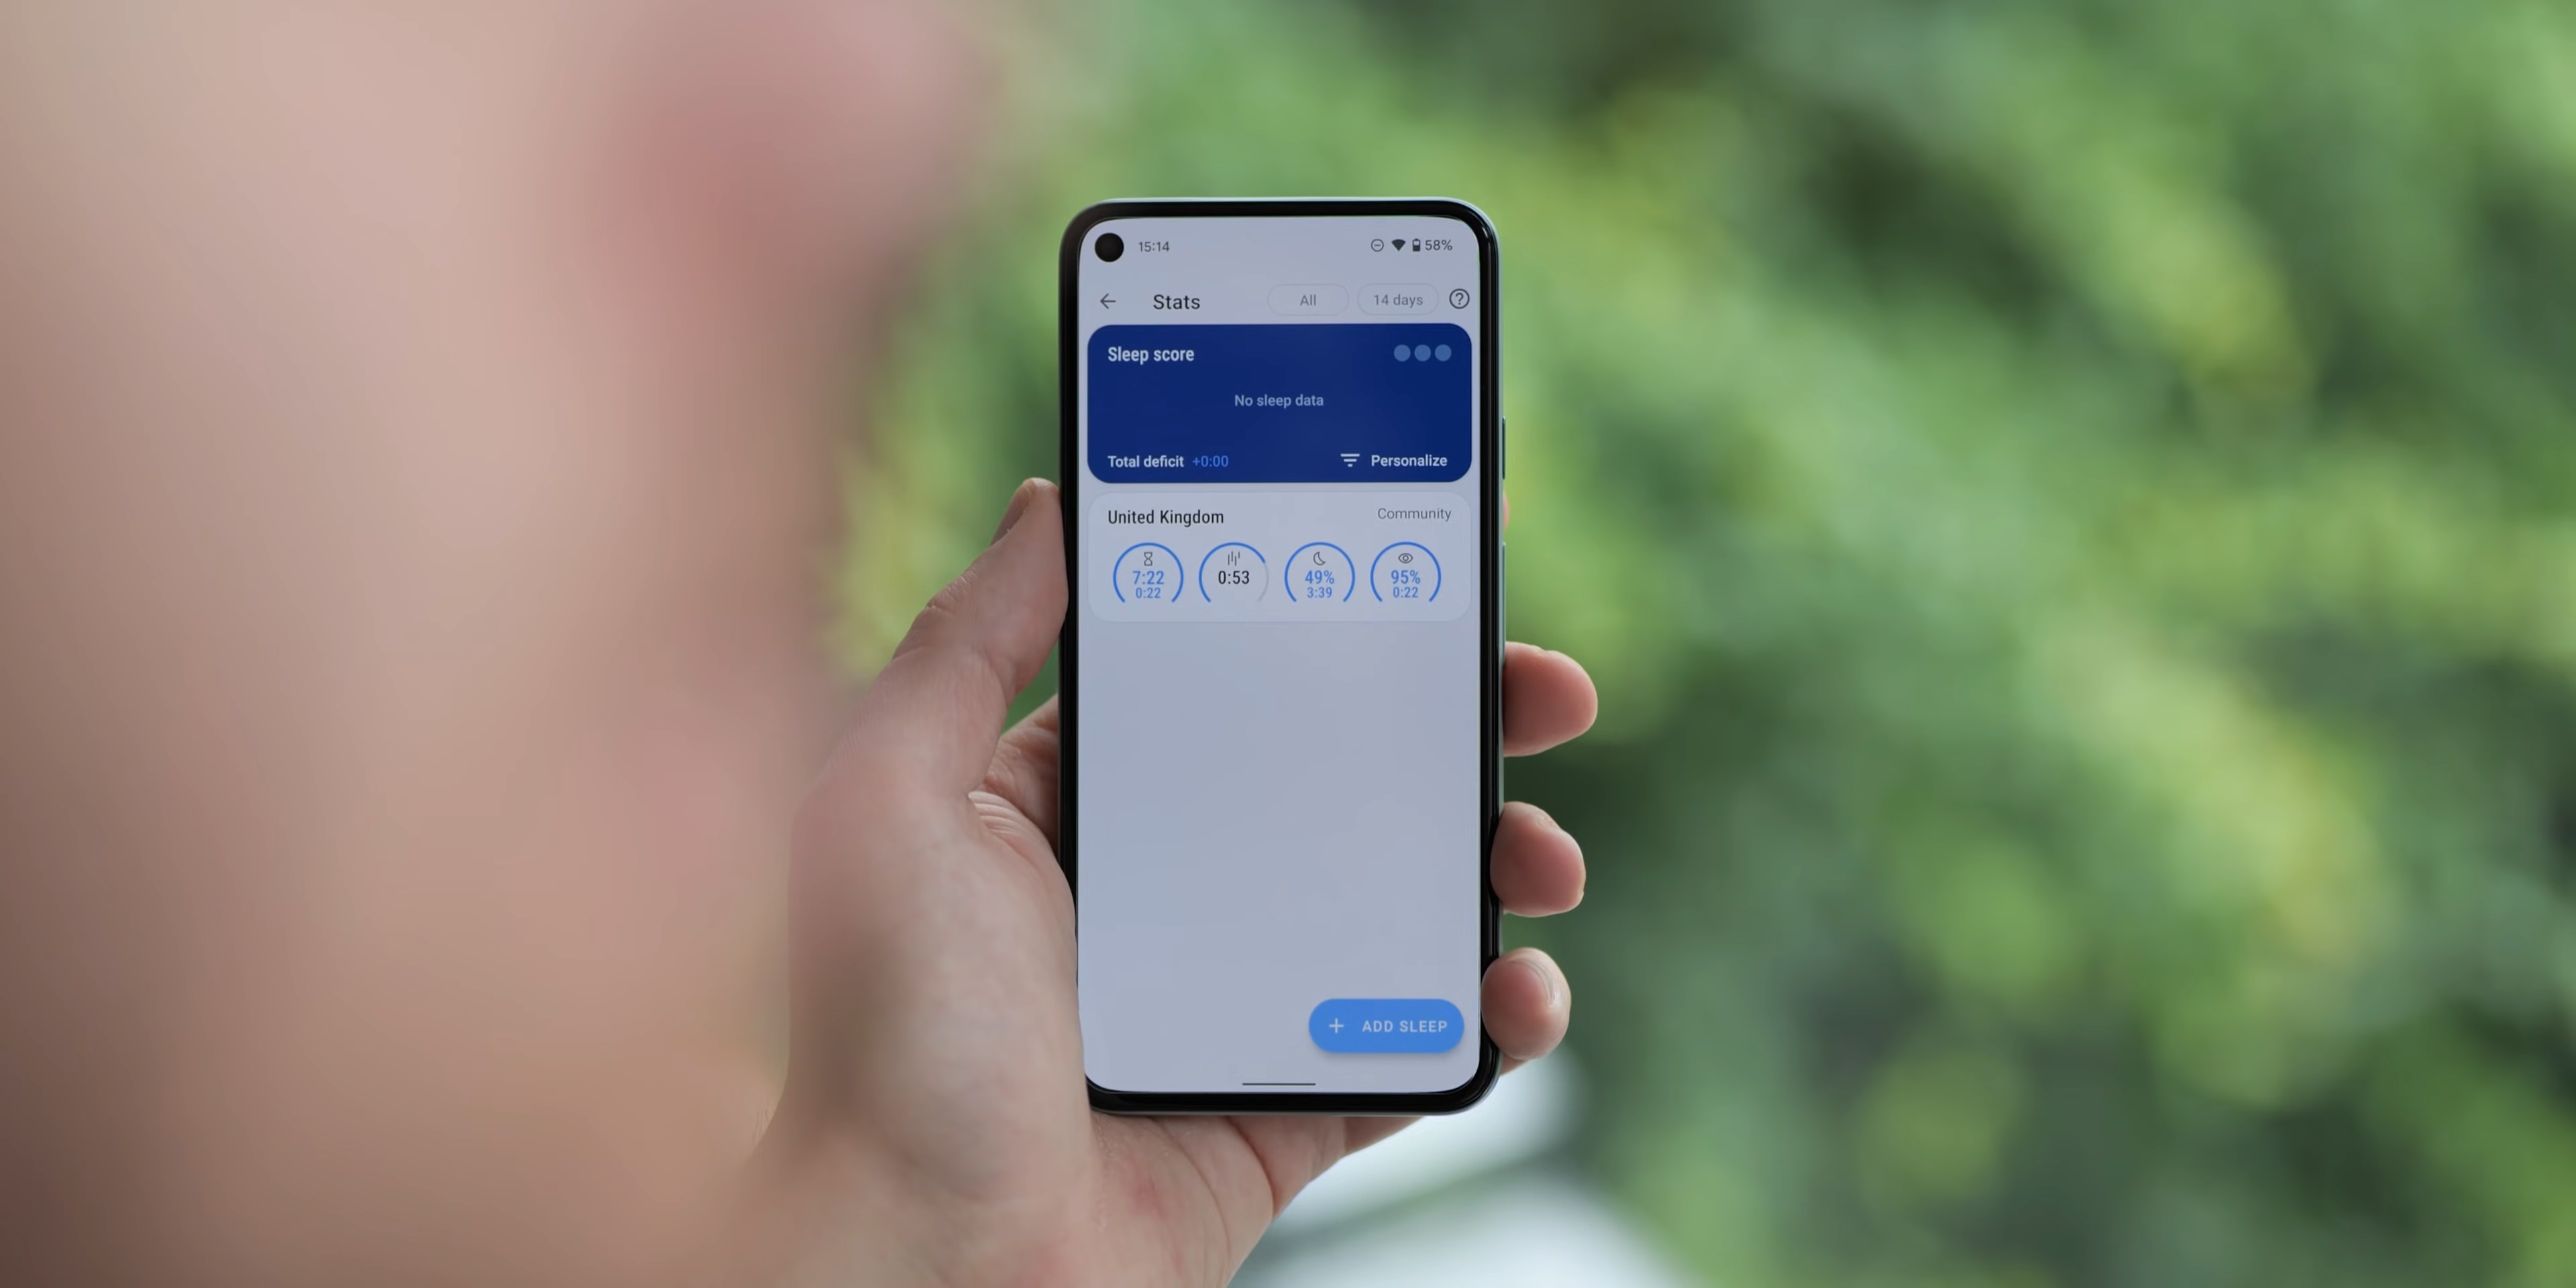 15:14 58%
Stats All 14 days ?
Sleep score
No sleep data
Total deficit +0:00 Personalize
United Kingdom Community
7:22 0:53 49% 95%
0:22 3:39 0:22
+ ADD SLEEP